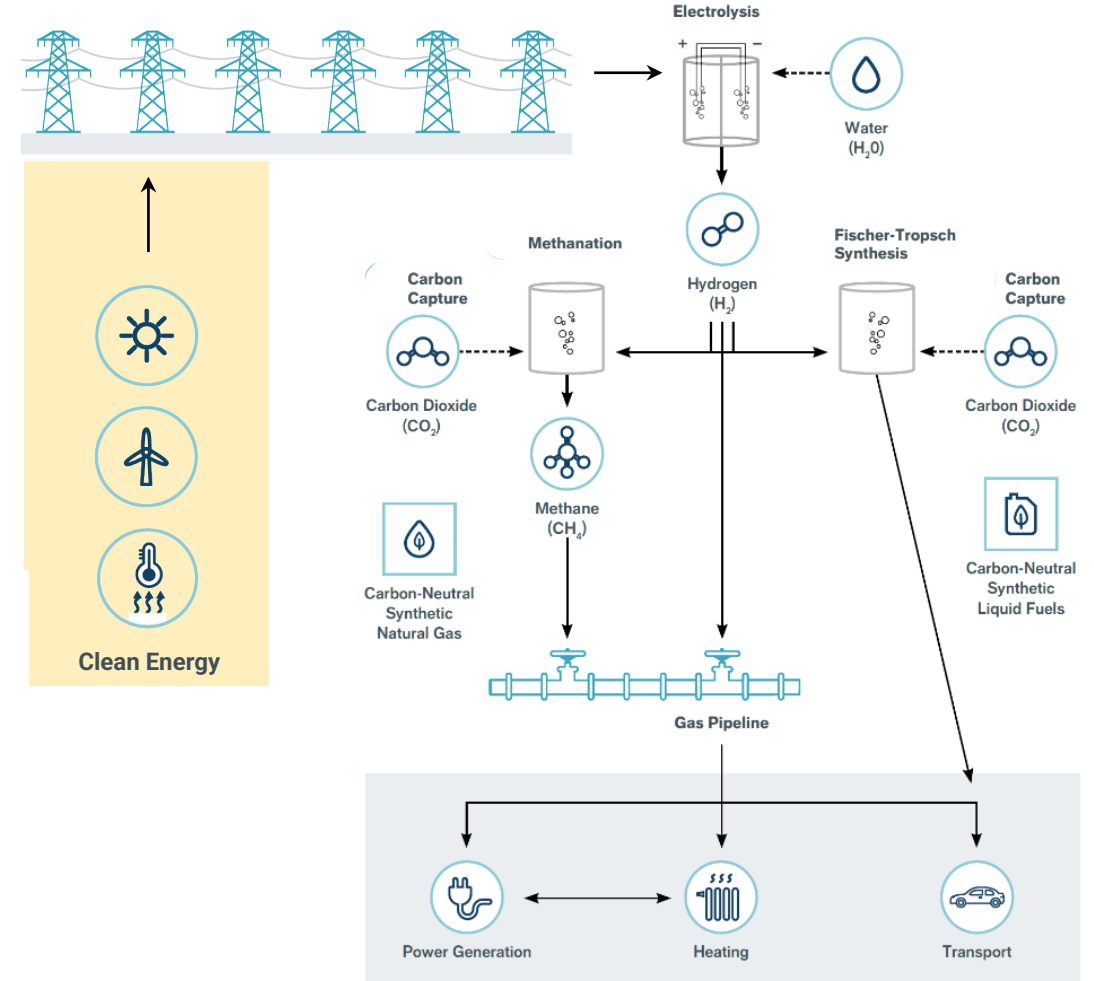 Electrolysis
+ −
Water
(H₂0)
Methanation
Fischer-Tropsch
Synthesis
Hydrogen
(H₂)
Carbon
Capture
Carbon
Capture
Carbon Dioxide
(CO₂)
Carbon Dioxide
(CO₂)
Methane
(CH₄)
Carbon-Neutral
Synthetic
Natural Gas
Carbon-Neutral
Synthetic
Liquid Fuels
Clean Energy
Gas Pipeline
Power Generation
Heating
Transport